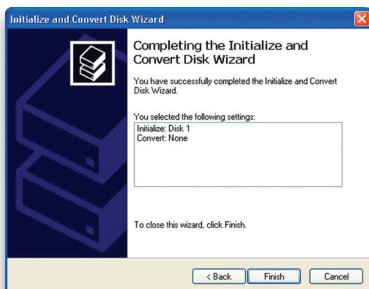 Initialize and Convert Disk Wizard
Completing the Initialize and
Convert Disk Wizard
You have successfully completed the Initialize and Convert
Disk Wizard.
You selected the following settings:
Initialize: Disk 1
Convert: None
To close this wizard, click Finish.
< Back
Finish
Cancel